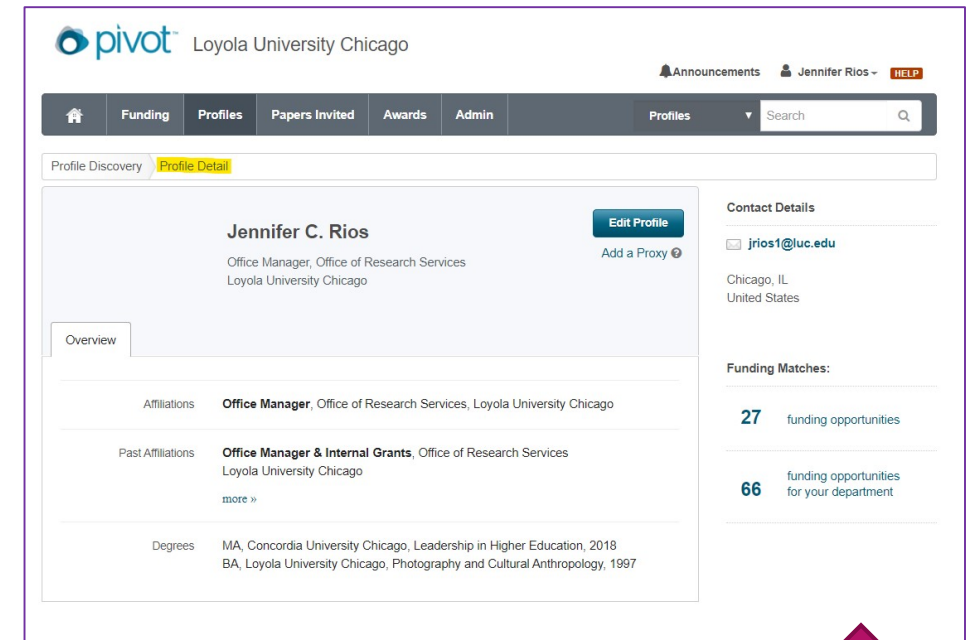 pivot™ Loyola University Chicago
Announcements Jennifer Rios HELP
Funding Profiles Papers Invited Awards Admin Profiles Search
Profile Discovery Profile Detail
Jennifer C. Rios
Office Manager, Office of Research Services
Loyola University Chicago
Edit Profile
Add a Proxy ?
Overview
Affiliations Office Manager, Office of Research Services, Loyola University Chicago
Past Affiliations Office Manager & Internal Grants, Office of Research Services
Loyola University Chicago
more »
Degrees MA, Concordia University Chicago, Leadership in Higher Education, 2018
BA, Loyola University Chicago, Photography and Cultural Anthropology, 1997
Contact Details
jrios1@luc.edu
Chicago, IL
United States
Funding Matches:
27 funding opportunities
66 funding opportunities
for your department